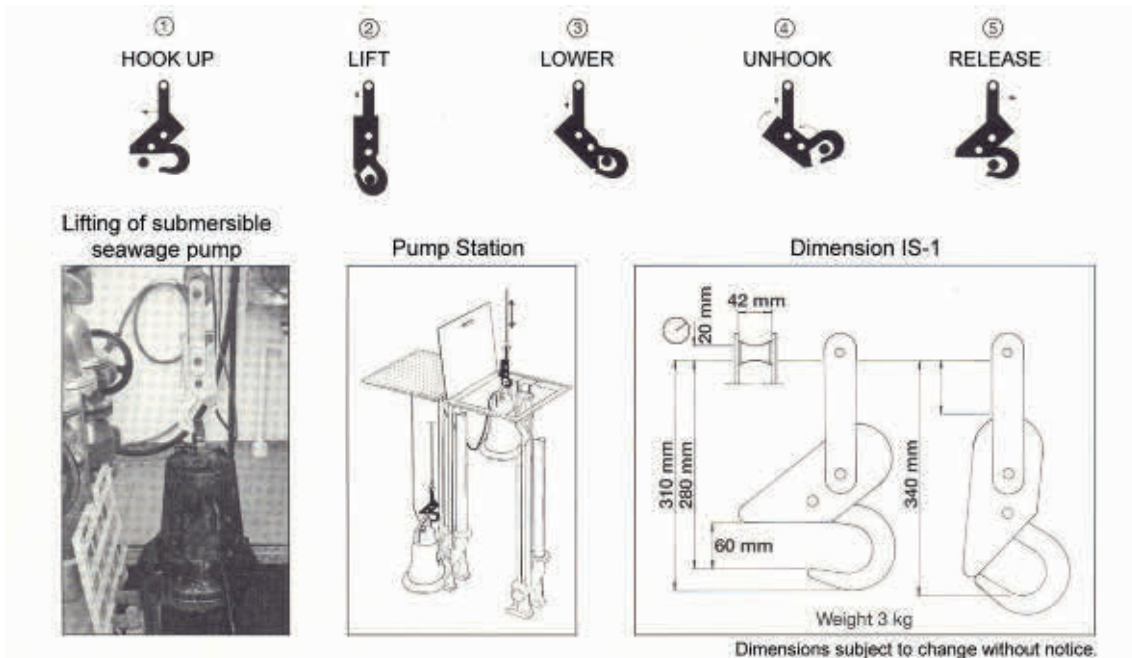 ① ② ③ ④ ⑤
HOOK UP LIFT LOWER UNHOOK RELEASE
Lifting of submersible
seawage pump
Pump Station
Dimension IS-1
42 mm
20 mm
310 mm
280 mm
60 mm
340 mm
Weight 3 kg
Dimensions subject to change without notice.